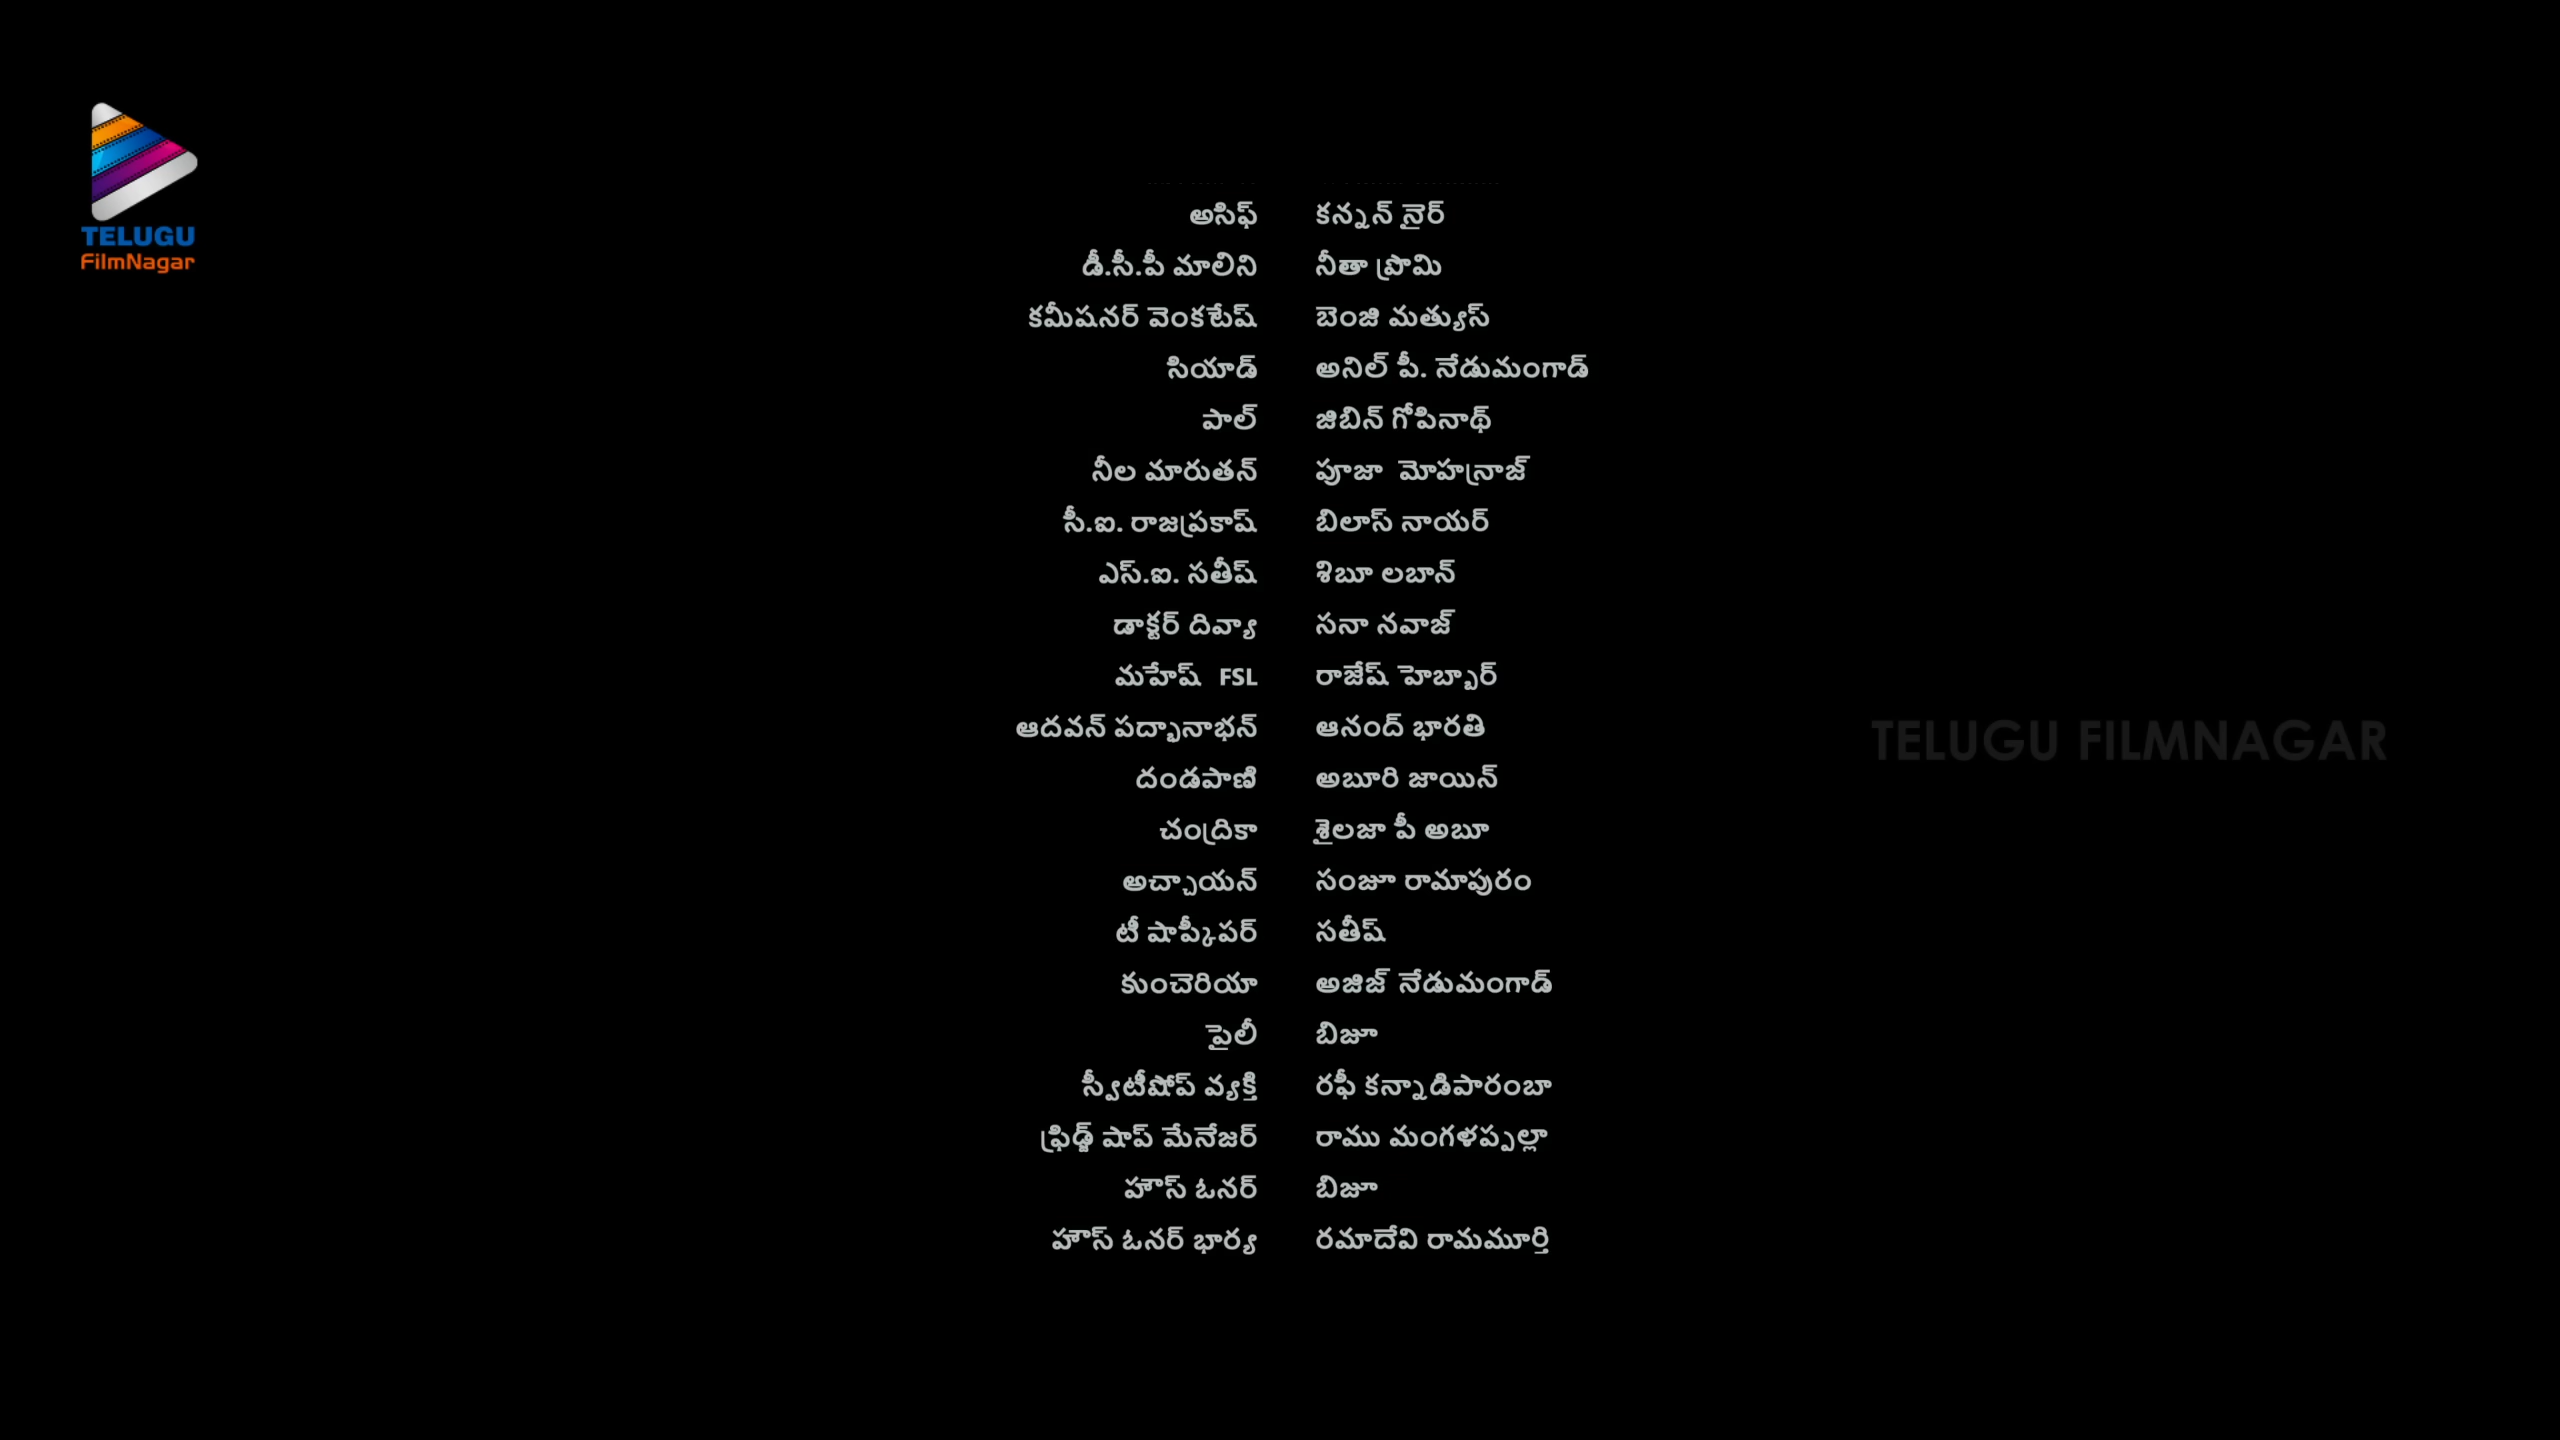 TELUGU
FilmNagar
అసిఫ్ కన్నన్ నైర్
డీ.సీ.పీ మాలిని నీతా ప్రొమి
కమీషనర్ వెంకటేష్ బెంజి మత్యుస్
సియాడ్ అనిల్ పీ. నేడుమంగాడ్
పాల్ జిబిన్ గోపినాథ్
నీల మారుతన్ పూజా మోహన్రాజ్
సీ.ఐ. రాజప్రకాష్ బిలాస్ నాయర్
ఎస్.ఐ. సతీష్ శిబూ లబాన్
డాక్టర్ దివ్యా సనా నవాజ్
మహేష్ FSL రాజేష్ హెబ్బార్
ఆదవన్ పద్భానాభన్ ఆనంద్ భారతి
దండపాణి అబూరి జాయిన్
చంద్రికా శైలజా పీ అబూ
అచ్చాయన్ సంజూ రామాపురం
టీ షాప్కీపర్ సతీష్
కుంచెరియా అజిజ్ నేడుమంగాడ్
పైలీ బిజూ
స్వీటీషోప్ వ్యక్తి రఫీ కన్నాడిపారంబా
ఫ్రిడ్జ్ షాప్ మేనేజర్ రాము మంగళప్పల్లా
హౌస్ ఓనర్ బిజూ
హౌస్ ఓనర్ భార్య రమాదేవి రామమూర్తి
TELUGU FILMNAGAR